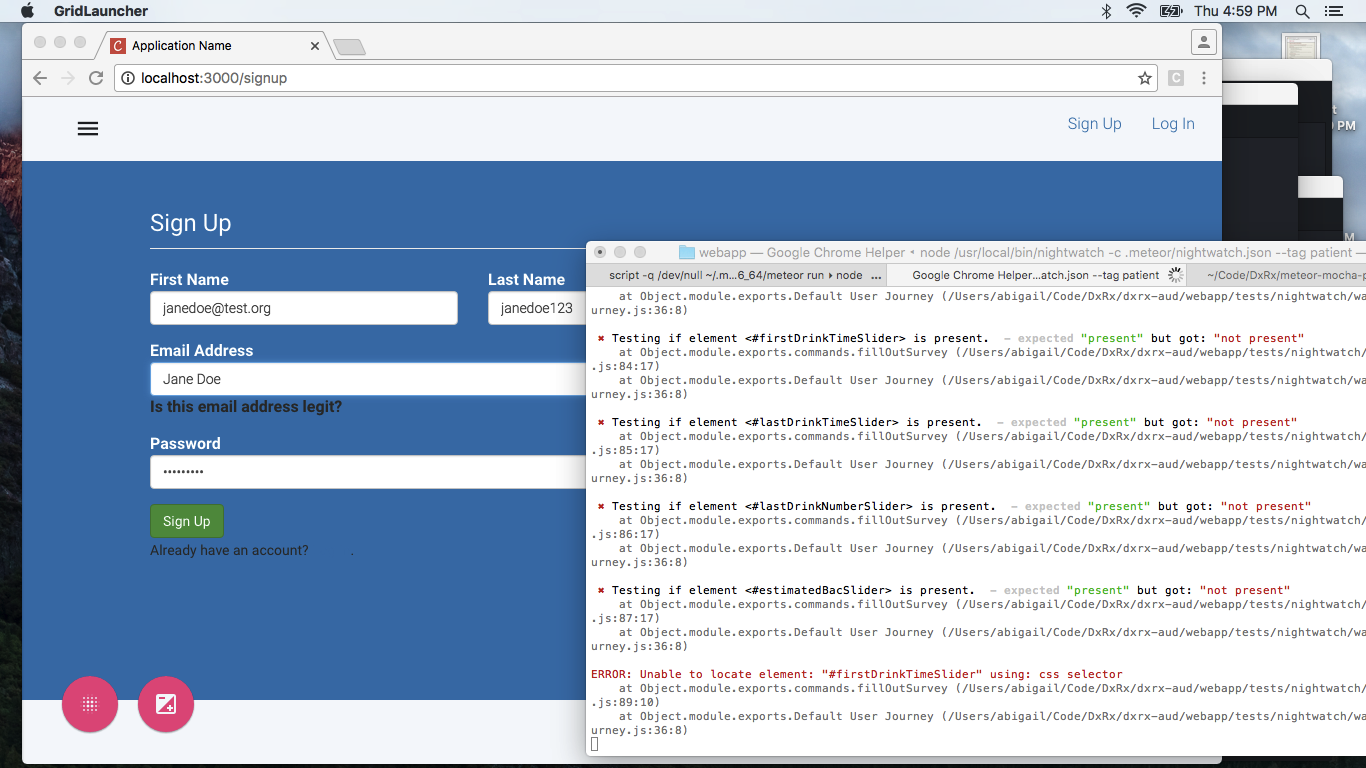 GridLauncher
Thu 4:59 PM
Application Name
localhost:3000/signup
C
Sign Up
Log In
Sign Up
First Name
Last Name
janedoe@test.org
janedoe123
Email Address
Jane Doe
Is this email address legit?
Password
•••••••••
Sign Up
Already have an account? .
PM
webapp — Google Chrome Helper • node /usr/local/bin/nightwatch -c .meteor/nightwatch.json --tag patient —
script -q /dev/null ~/.m...6_64/meteor run ▸ node ...
Google Chrome Helper...atch.json --tag patient
~/Code/DxRx/meteor-mocha-p
at Object.module.exports.Default User Journey (/Users/abigail/Code/DxRx/dxrx-aud/webapp/tests/nightwatch/wa
urney.js:36:8)
✖ Testing if element <#firstDrinkTimeSlider> is present. – expected "present" but got: "not present"
at Object.module.exports.commands.fillOutSurvey (/Users/abigail/Code/DxRx/dxrx-aud/webapp/tests/nightwatch/
.js:84:17)
at Object.module.exports.Default User Journey (/Users/abigail/Code/DxRx/dxrx-aud/webapp/tests/nightwatch/wa
urney.js:36:8)
✖ Testing if element <#lastDrinkTimeSlider> is present. – expected "present" but got: "not present"
at Object.module.exports.commands.fillOutSurvey (/Users/abigail/Code/DxRx/dxrx-aud/webapp/tests/nightwatch/
.js:85:17)
at Object.module.exports.Default User Journey (/Users/abigail/Code/DxRx/dxrx-aud/webapp/tests/nightwatch/wa
urney.js:36:8)
✖ Testing if element <#lastDrinkNumberSlider> is present. – expected "present" but got: "not present"
at Object.module.exports.commands.fillOutSurvey (/Users/abigail/Code/DxRx/dxrx-aud/webapp/tests/nightwatch/
.js:86:17)
at Object.module.exports.Default User Journey (/Users/abigail/Code/DxRx/dxrx-aud/webapp/tests/nightwatch/wa
urney.js:36:8)
✖ Testing if element <#estimatedBacSlider> is present. – expected "present" but got: "not present"
at Object.module.exports.commands.fillOutSurvey (/Users/abigail/Code/DxRx/dxrx-aud/webapp/tests/nightwatch/
.js:87:17)
at Object.module.exports.Default User Journey (/Users/abigail/Code/DxRx/dxrx-aud/webapp/tests/nightwatch/wa
urney.js:36:8)
ERROR: Unable to locate element: "#firstDrinkTimeSlider" using: css selector
at Object.module.exports.commands.fillOutSurvey (/Users/abigail/Code/DxRx/dxrx-aud/webapp/tests/nightwatch/
.js:89:10)
at Object.module.exports.Default User Journey (/Users/abigail/Code/DxRx/dxrx-aud/webapp/tests/nightwatch/wa
urney.js:36:8)